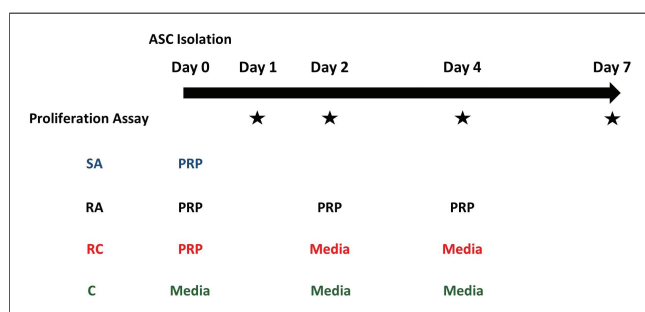 ASC Isolation
Day 0 Day 1 Day 2 Day 4 Day 7
Proliferation Assay
SA PRP
RA PRP PRP PRP
RC PRP Media Media
C Media Media Media